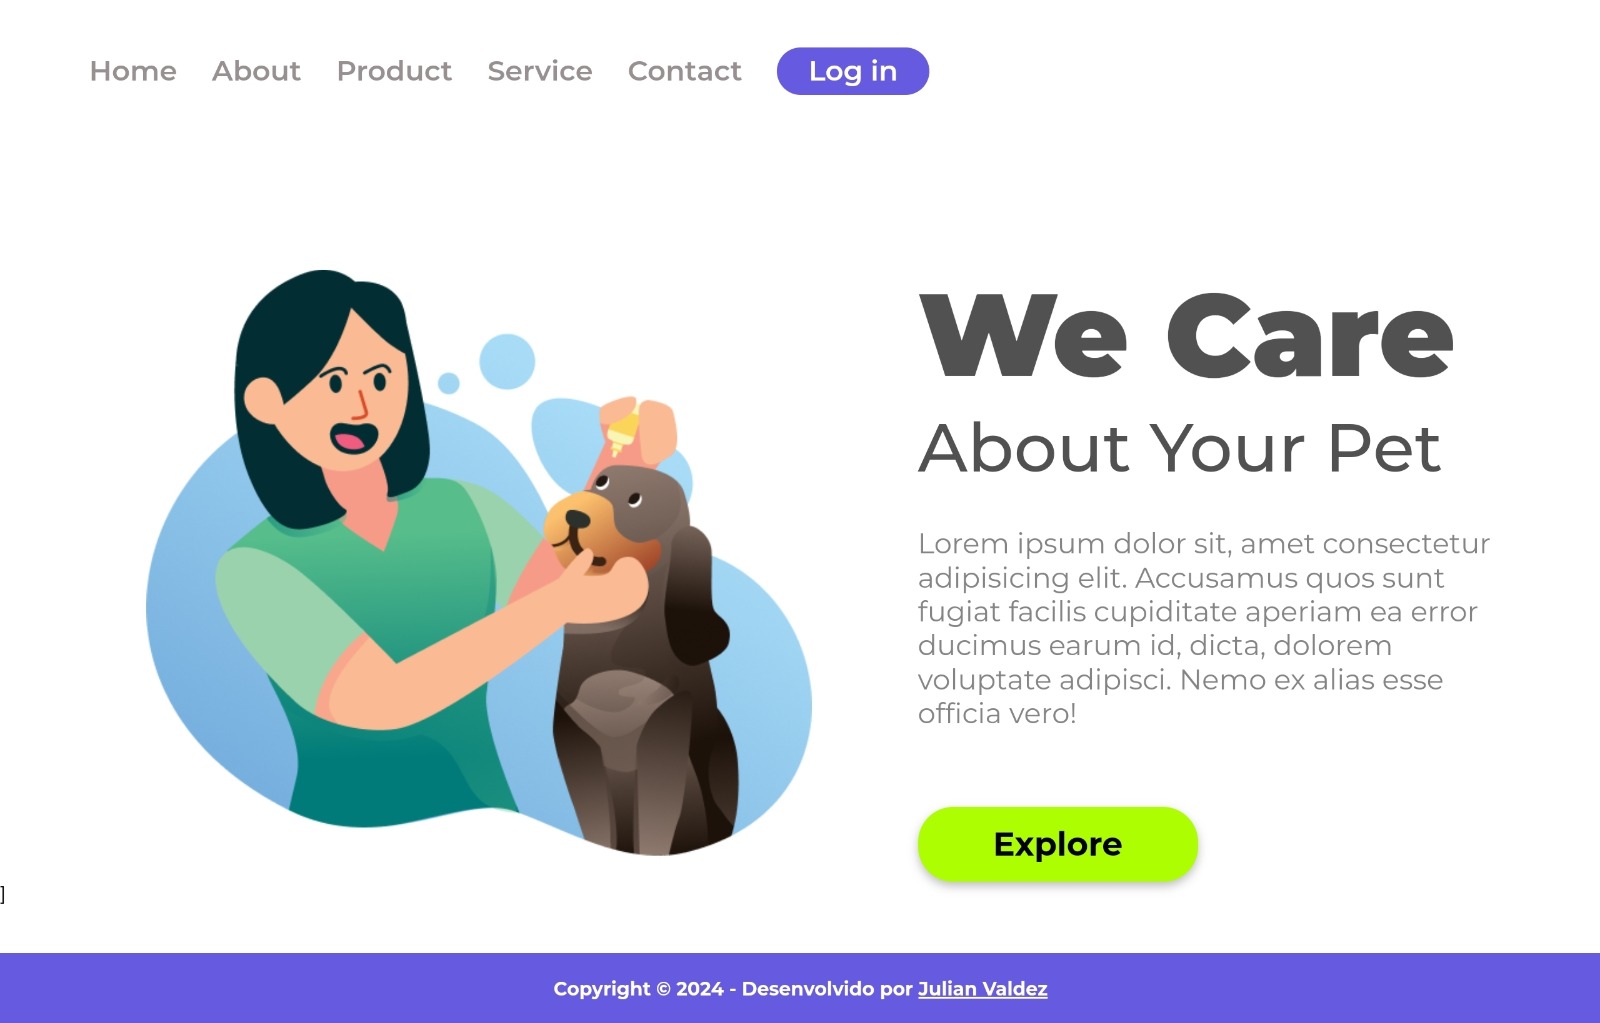 Home About Product Service Contact Log in
We Care
About Your Pet
Lorem ipsum dolor sit, amet consectetur
adipisicing elit. Accusamus quos sunt
fugiat facilis cupiditate aperiam ea error
ducimus earum id, dicta, dolorem
voluptate adipisci. Nemo ex alias esse
officia vero!
Explore
]
Copyright © 2024 - Desenvolvido por Julian Valdez